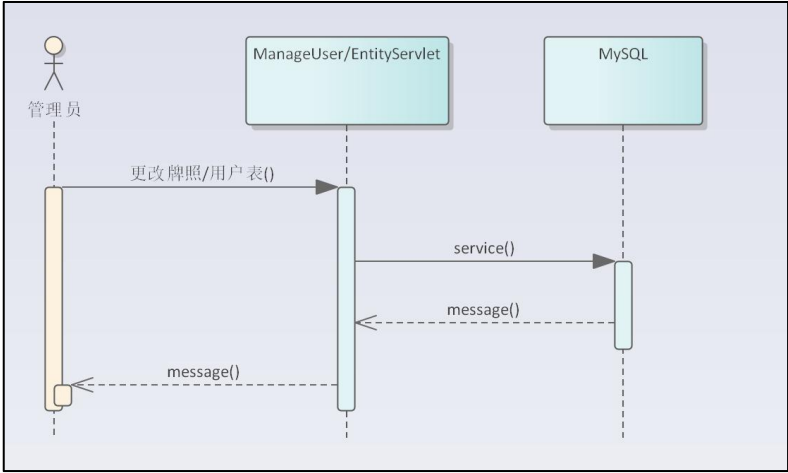 ManageUser/EntityServlet
MySQL
管理员
更改牌照/用户表()
service()
message()
message()